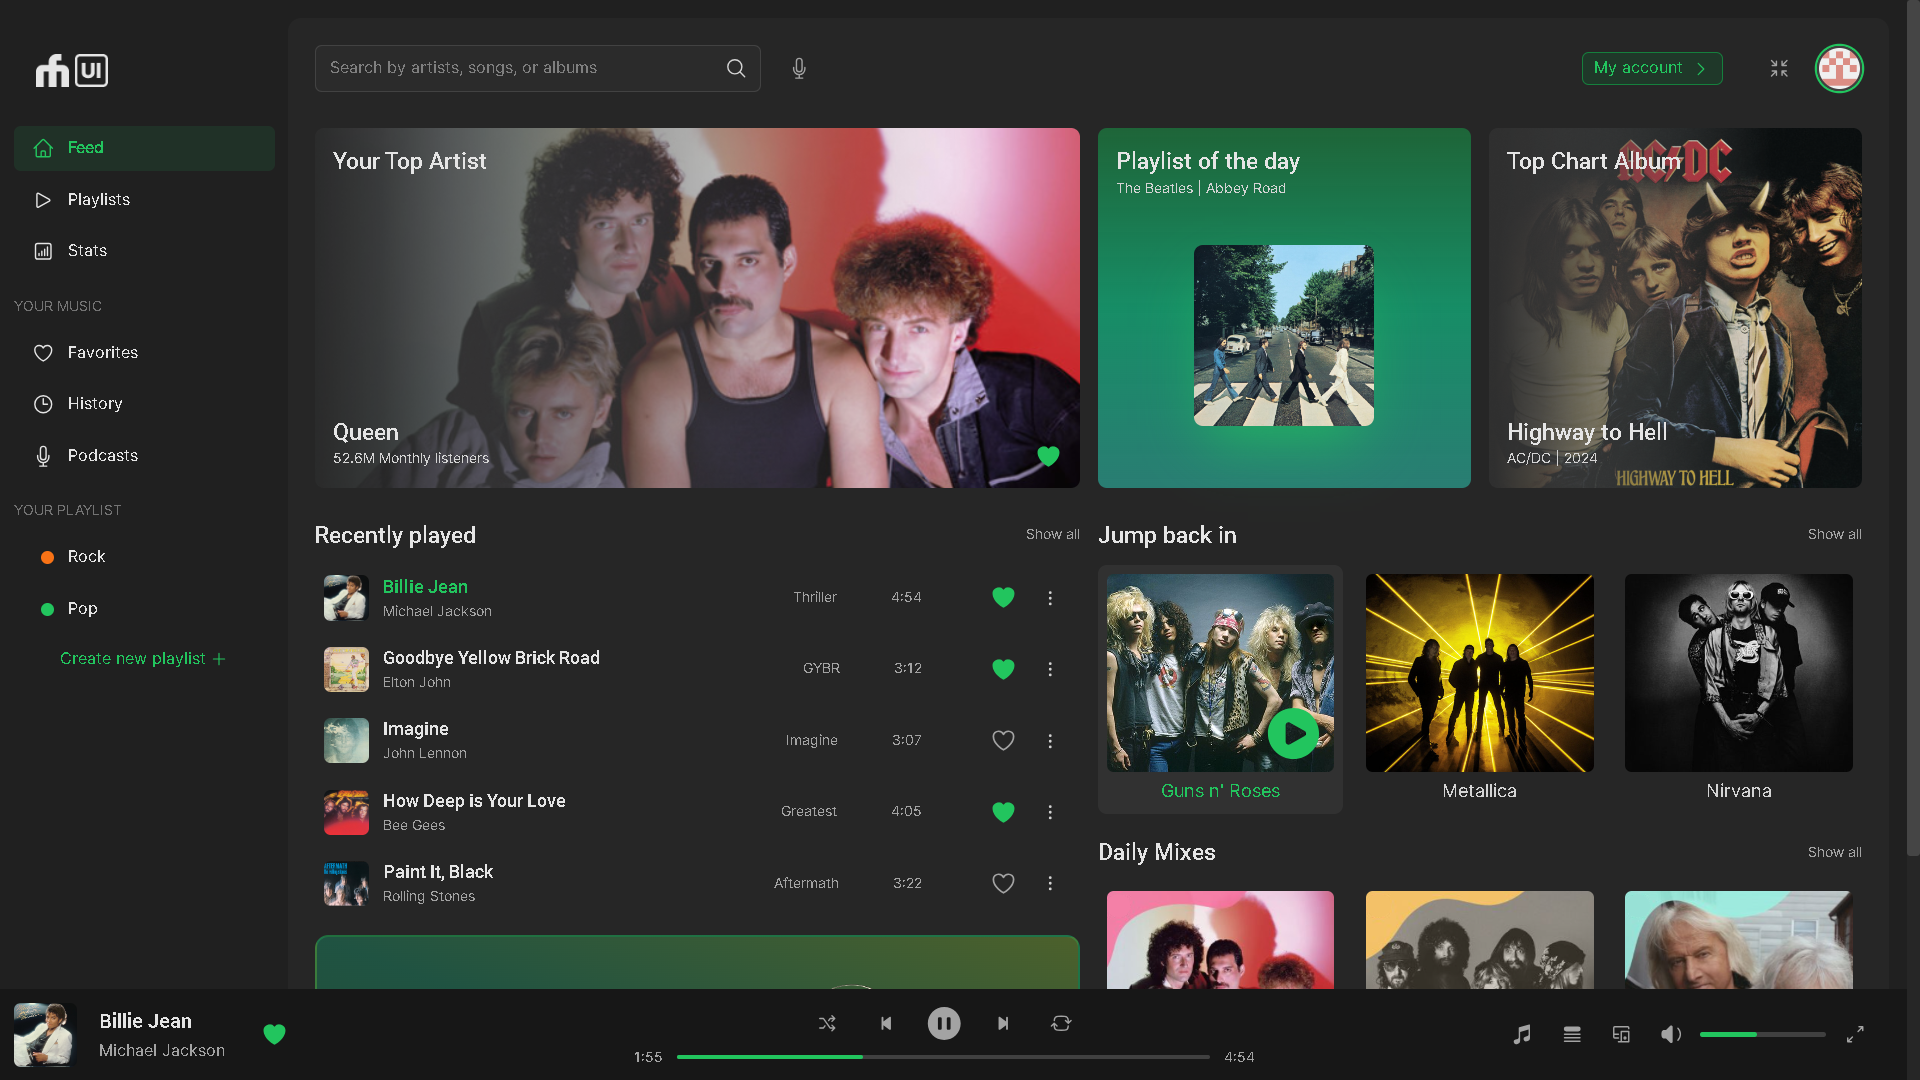 UI
Search by artists, songs, or albums
My account
Feed
Playlists
Stats
YOUR MUSIC
Favorites
History
Podcasts
YOUR PLAYLIST
Rock
Pop
Create new playlist +
Your Top Artist
Queen
52.6M Monthly listeners
Playlist of the day
The Beatles | Abbey Road
Top Chart Album
AC/DC
Highway to Hell
AC/DC | 2024
HIGHWAY TO HELL
Recently played
Show all
Billie Jean
Michael Jackson
Thriller
4:54
Goodbye Yellow Brick Road
Elton John
GYBR
3:12
Imagine
John Lennon
Imagine
3:07
How Deep is Your Love
Bee Gees
Greatest
4:05
Paint It, Black
Rolling Stones
Aftermath
3:22
Jump back in
Show all
Guns n' Roses
Metallica
Nirvana
Daily Mixes
Show all
Billie Jean
Michael Jackson
1:55
4:54